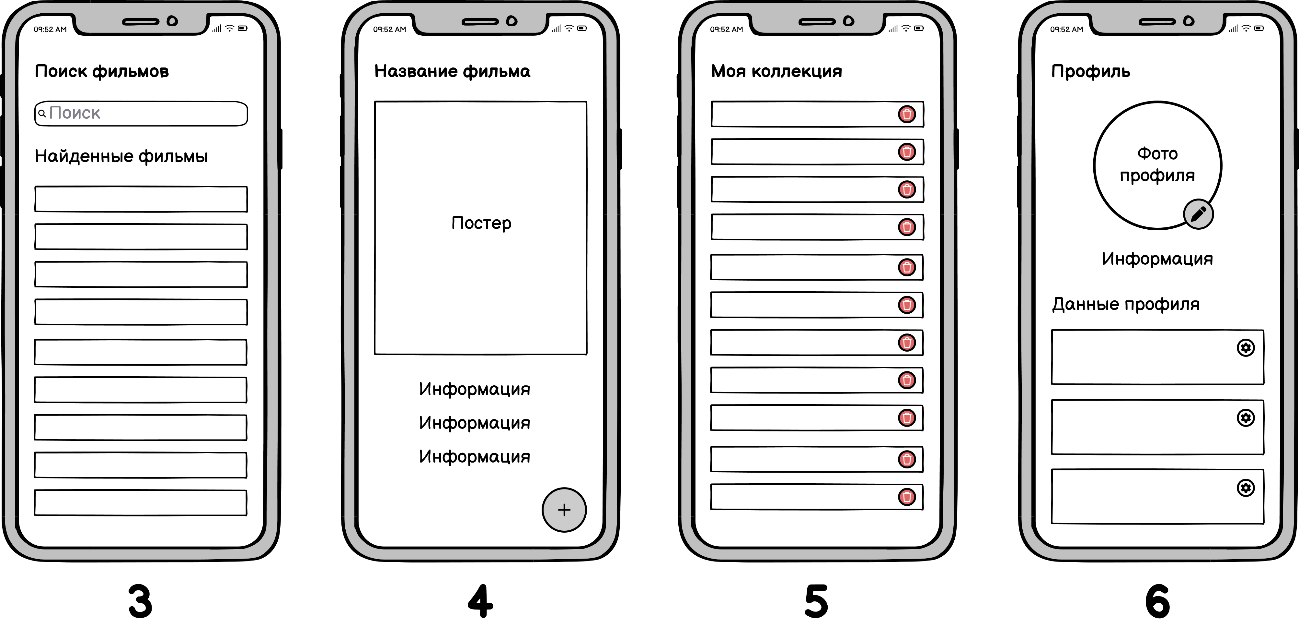 09:52 AM
Поиск фильмов
Поиск
Найденные фильмы
3
09:52 AM
Название фильма
Постер
Информация
Информация
Информация
+
4
09:52 AM
Моя коллекция
5
09:52 AM
Профиль
Фото
профиля
Информация
Данные профиля
6